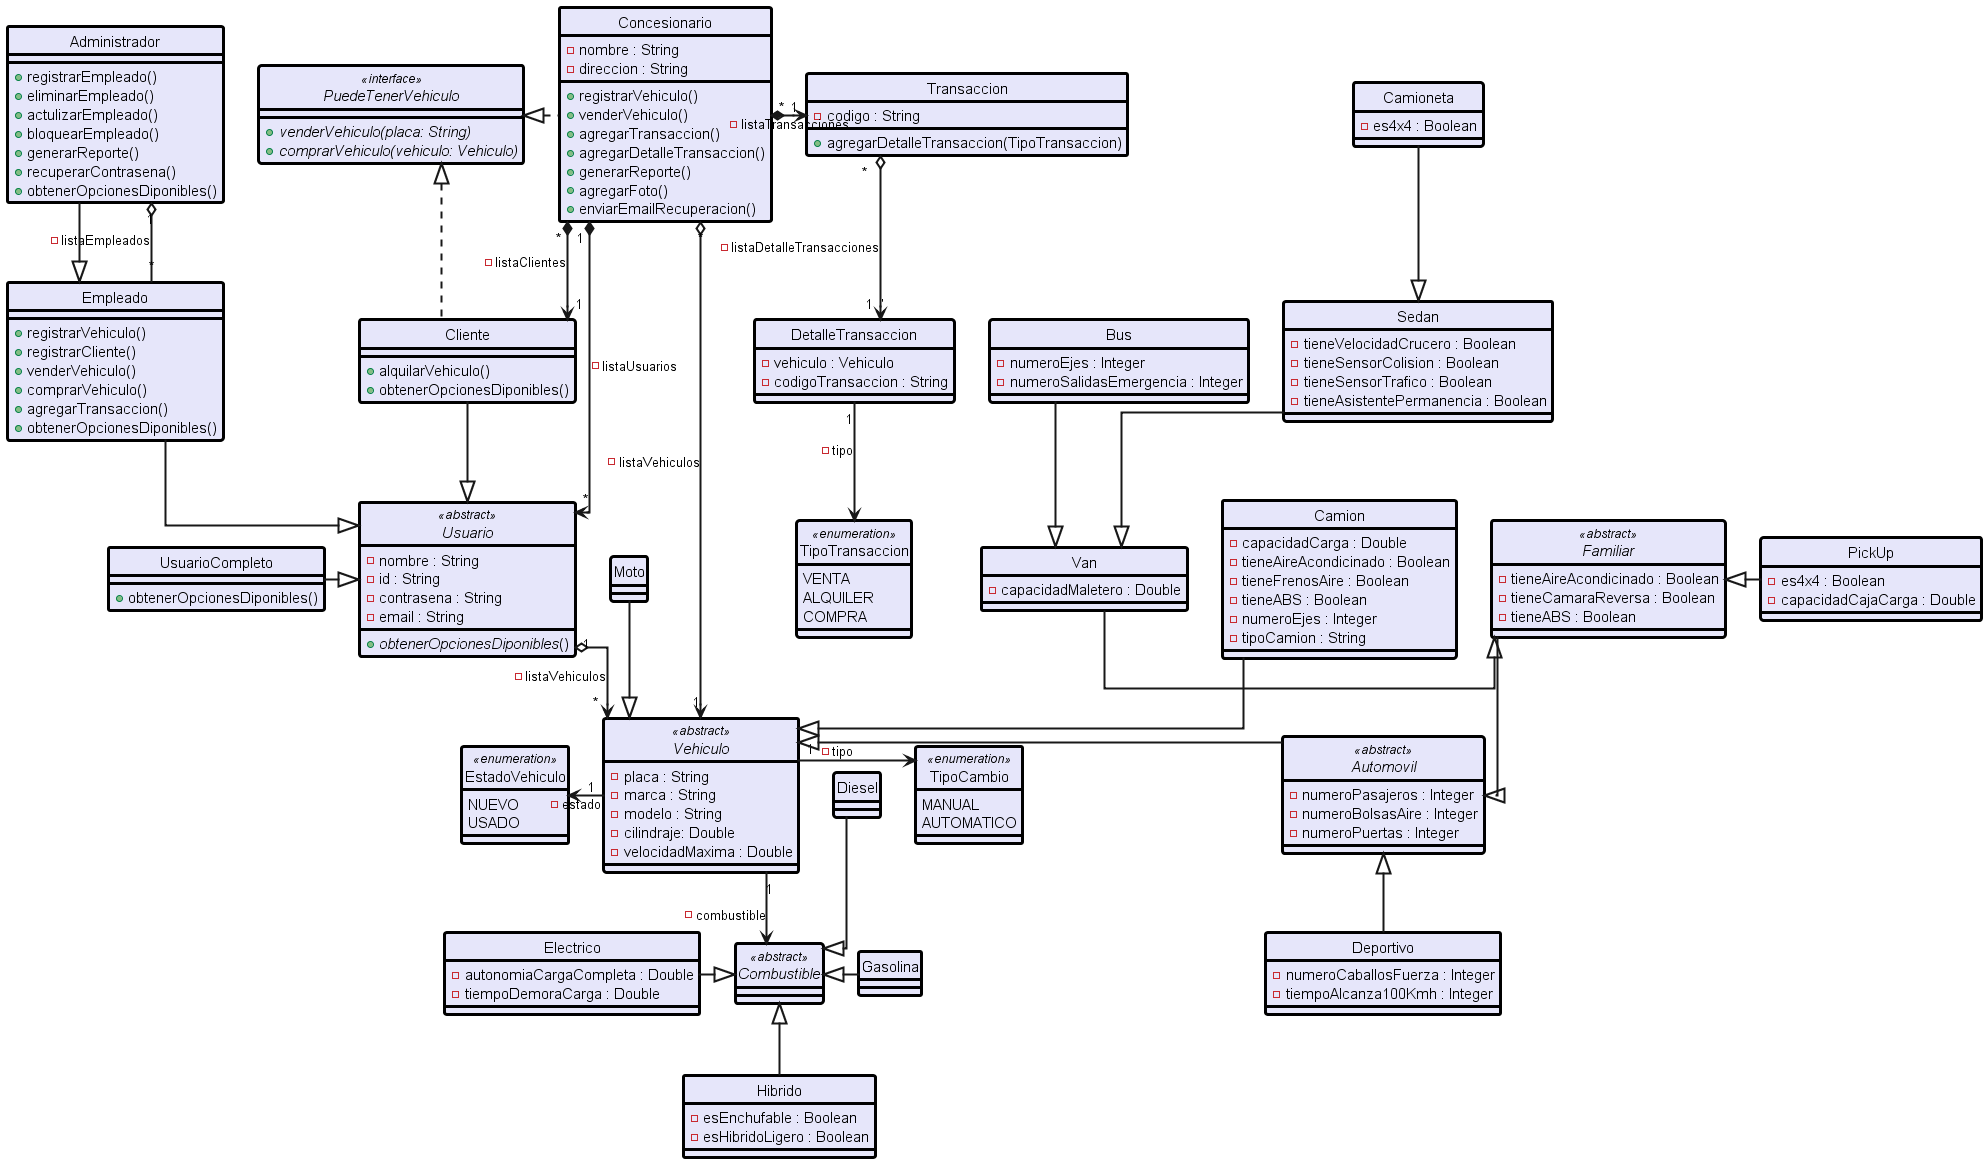 Administrador
registrarEmpleado()
eliminarEmpleado()
actulizarEmpleado()
bloquearEmpleado()
generarReporte()
recuperarContrasena()
obtenerOpcionesDiponibles()
«interface»
PuedeTenerVehiculo
venderVehiculo(placa: String)
comprarVehiculo(vehiculo: Vehiculo)
Concesionario
nombre : String
direccion : String
registrarVehiculo()
venderVehiculo()
agregarTransaccion()
agregarDetalleTransaccion()
generarReporte()
agregarFoto()
enviarEmailRecuperacion()
* 1
listaTransacciones
Transaccion
codigo : String
agregarDetalleTransaccion(TipoTransaccion)
Camioneta
es4x4 : Boolean
listaEmpleados
*
Empleado
registrarVehiculo()
registrarCliente()
venderVehiculo()
comprarVehiculo()
agregarTransaccion()
obtenerOpcionesDiponibles()
*
listaClientes
1
1
listaUsuarios
*
*
listaVehiculos
1
*
listaDetalleTransacciones
1
Cliente
alquilarVehiculo()
obtenerOpcionesDiponibles()
DetalleTransaccion
vehiculo : Vehiculo
codigoTransaccion : String
1
tipo
Bus
numeroEjes : Integer
numeroSalidasEmergencia : Integer
Sedan
tieneVelocidadCrucero : Boolean
tieneSensorColision : Boolean
tieneSensorTrafico : Boolean
tieneAsistentePermanencia : Boolean
«abstract»
Usuario
nombre : String
id : String
contrasena : String
email : String
obtenerOpcionesDiponibles()
UsuarioCompleto
obtenerOpcionesDiponibles()
Moto
«enumeration»
TipoTransaccion
VENTA
ALQUILER
COMPRA
Van
capacidadMaletero : Double
Camion
capacidadCarga : Double
tieneAireAcondicinado : Boolean
tieneFrenosAire : Boolean
tieneABS : Boolean
numeroEjes : Integer
tipoCamion : String
«abstract»
Familiar
tieneAireAcondicinado : Boolean
tieneCamaraReversa : Boolean
tieneABS : Boolean
PickUp
es4x4 : Boolean
capacidadCajaCarga : Double
1
listaVehiculos
*
«abstract»
Vehiculo
placa : String
marca : String
modelo : String
cilindraje: Double
velocidadMaxima : Double
«enumeration»
EstadoVehiculo
NUEVO
USADO
1
estado
1
tipo
«enumeration»
TipoCambio
MANUAL
AUTOMATICO
Diesel
«abstract»
Automovil
numeroPasajeros : Integer
numeroBolsasAire : Integer
numeroPuertas : Integer
1
combustible
Electrico
autonomiaCargaCompleta : Double
tiempoDemoraCarga : Double
«abstract»
Combustible
Gasolina
Deportivo
numeroCaballosFuerza : Integer
tiempoAlcanza100Kmh : Integer
Hibrido
esEnchufable : Boolean
esHibridoLigero : Boolean